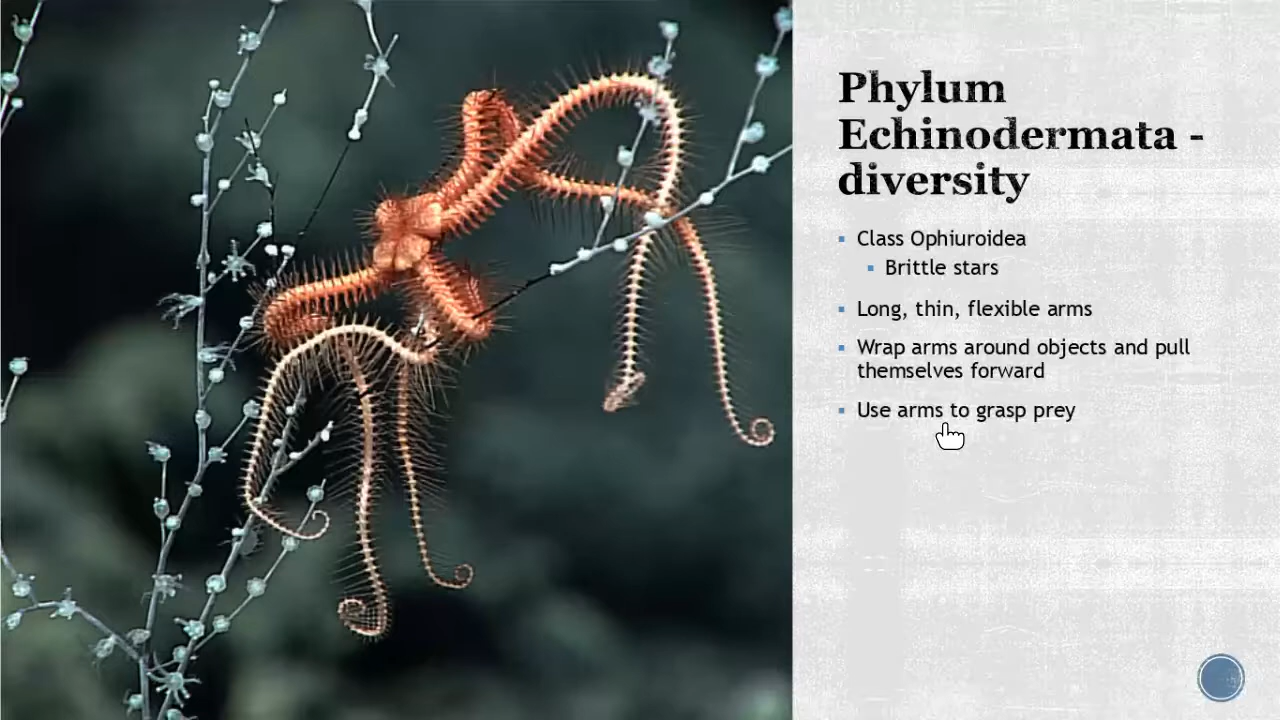 Phylum
Echinodermata -
diversity
Class Ophiuroidea
Brittle stars
Long, thin, flexible arms
Wrap arms around objects and pull
themselves forward
Use arms to grasp prey